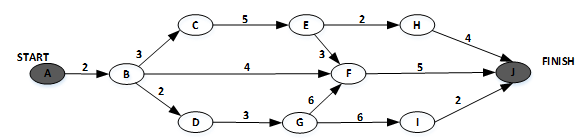 C 5 E 2 H
START 3 3 4 FINISH
A 2 B 4 F 5 J
2 6 2
D 3 G 6 I